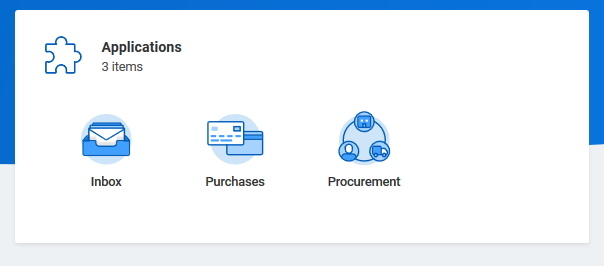 Applications
3 items
Inbox
Purchases
Procurement